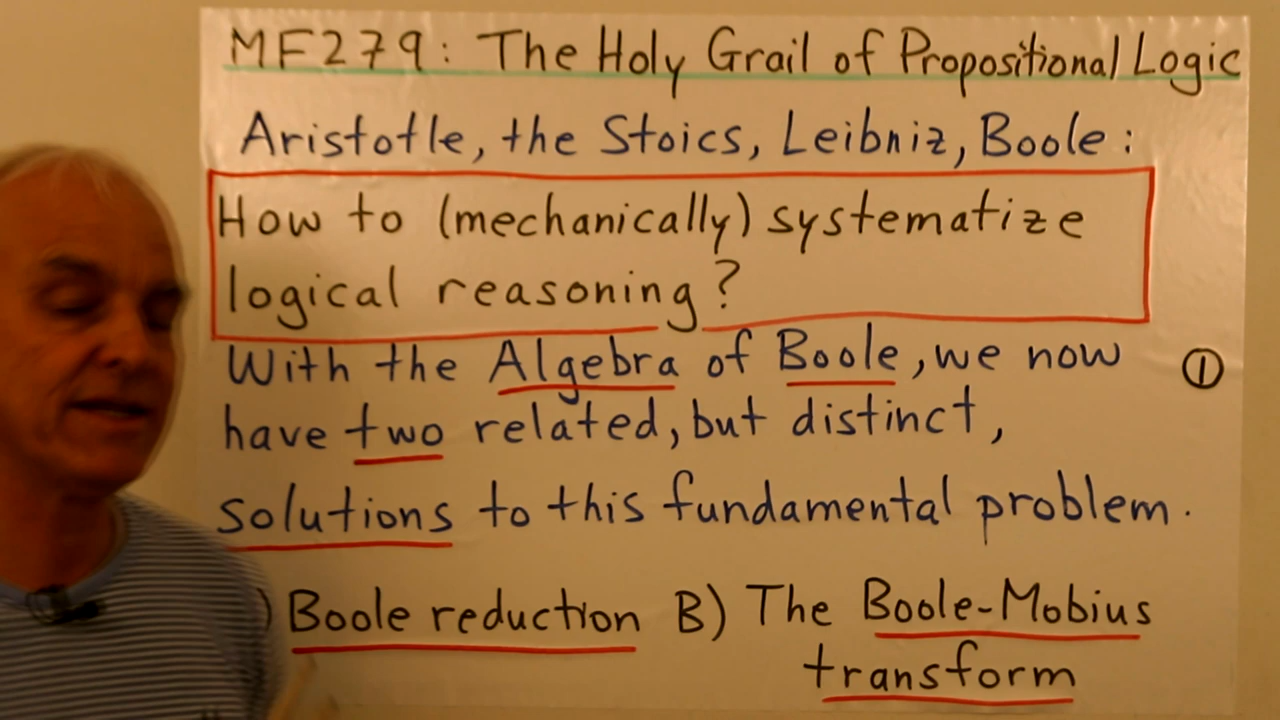 MF279: The Holy Grail of Propositional Logic
Aristotle, the Stoics, Leibniz, Boole:
How to (mechanically) systematize
logical reasoning?
With the Algebra of Boole, we now
have two related, but distinct,
solutions to this fundamental problem.
) Boole reduction B) The Boole-Mobius
transform
①